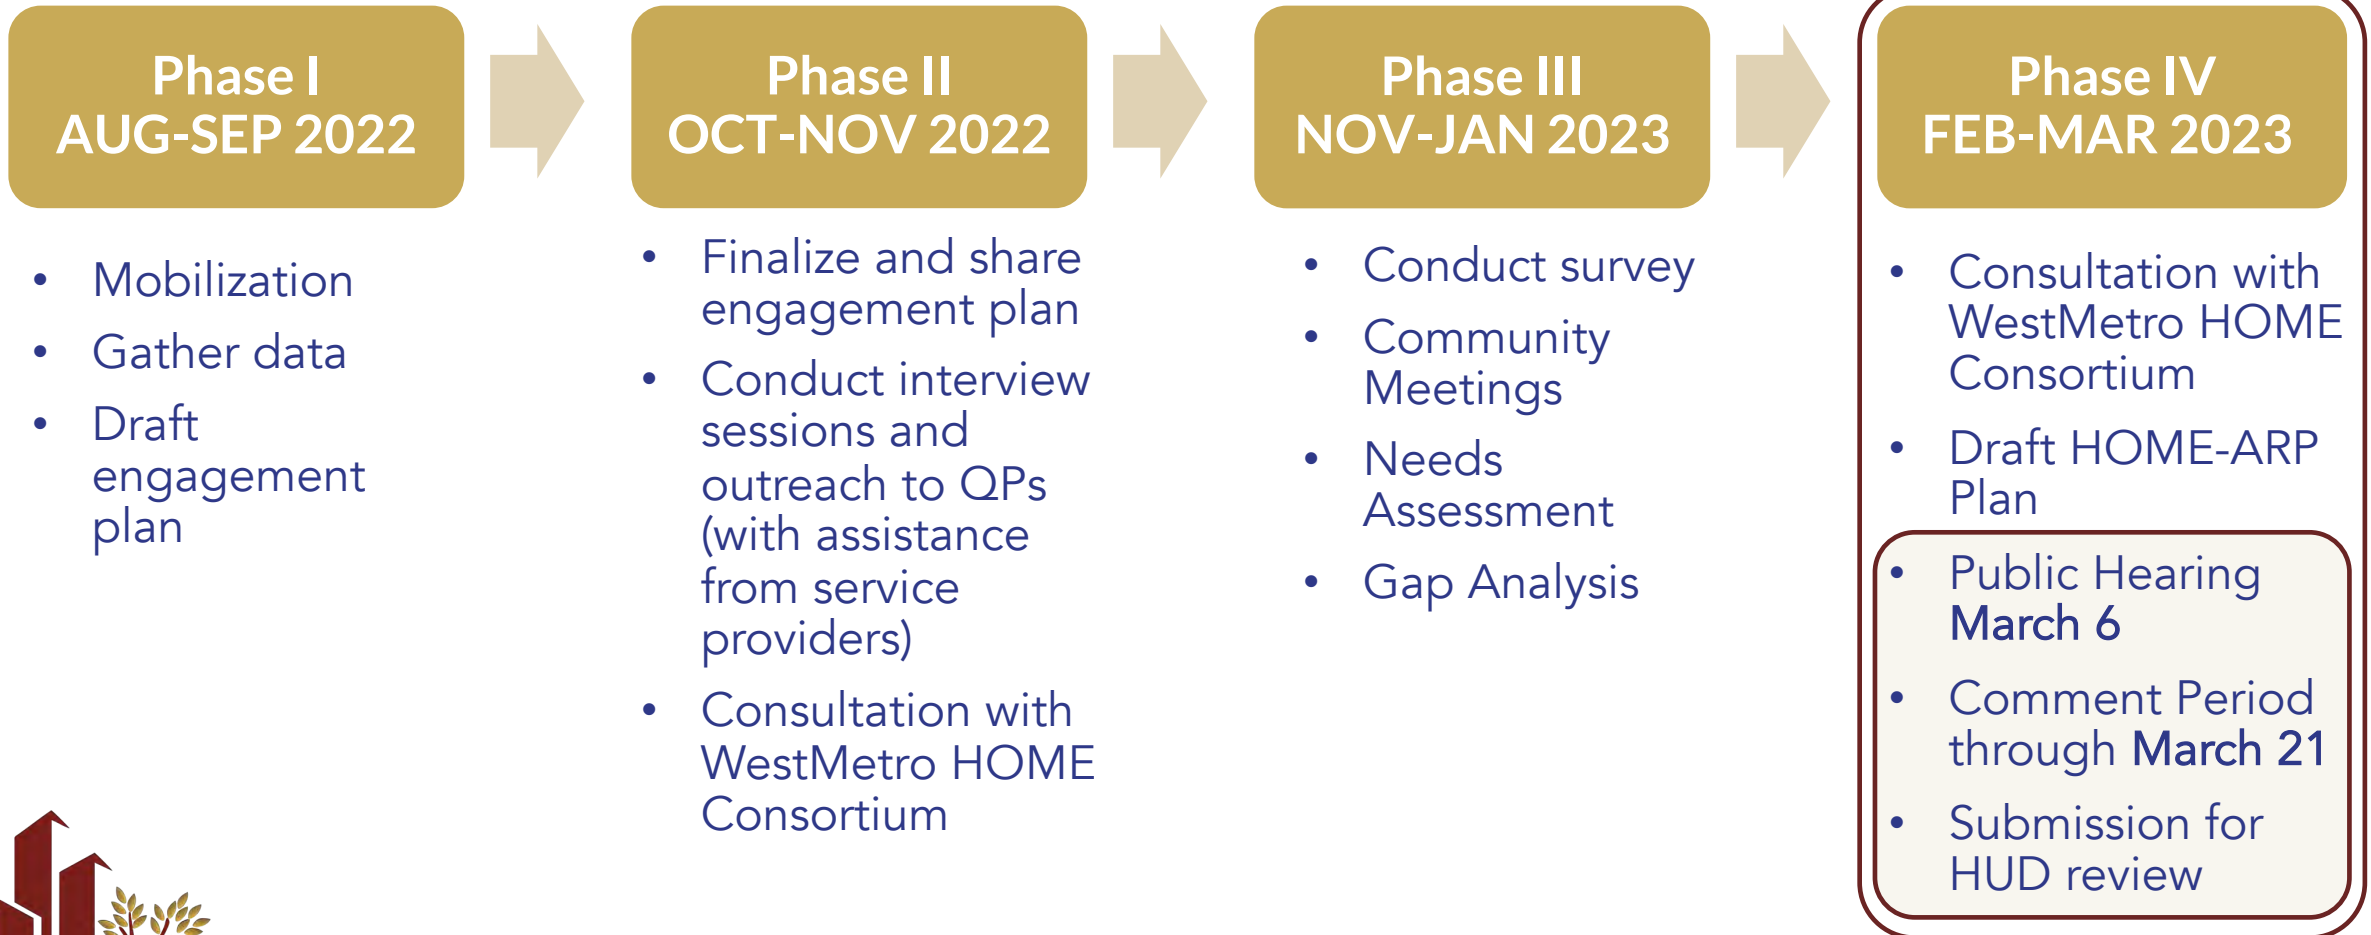 Phase I
AUG-SEP 2022
• Mobilization
• Gather data
• Draft
engagement
plan
Phase II
OCT-NOV 2022
• Finalize and share
engagement plan
• Conduct interview
sessions and
outreach to QPs
(with assistance
from service
providers)
• Consultation with
WestMetro HOME
Consortium
Phase III
NOV-JAN 2023
• Conduct survey
• Community
Meetings
• Needs
Assessment
• Gap Analysis
Phase IV
FEB-MAR 2023
• Consultation with
WestMetro HOME
Consortium
• Draft HOME-ARP
Plan
• Public Hearing
March 6
• Comment Period
through March 21
• Submission for
HUD review